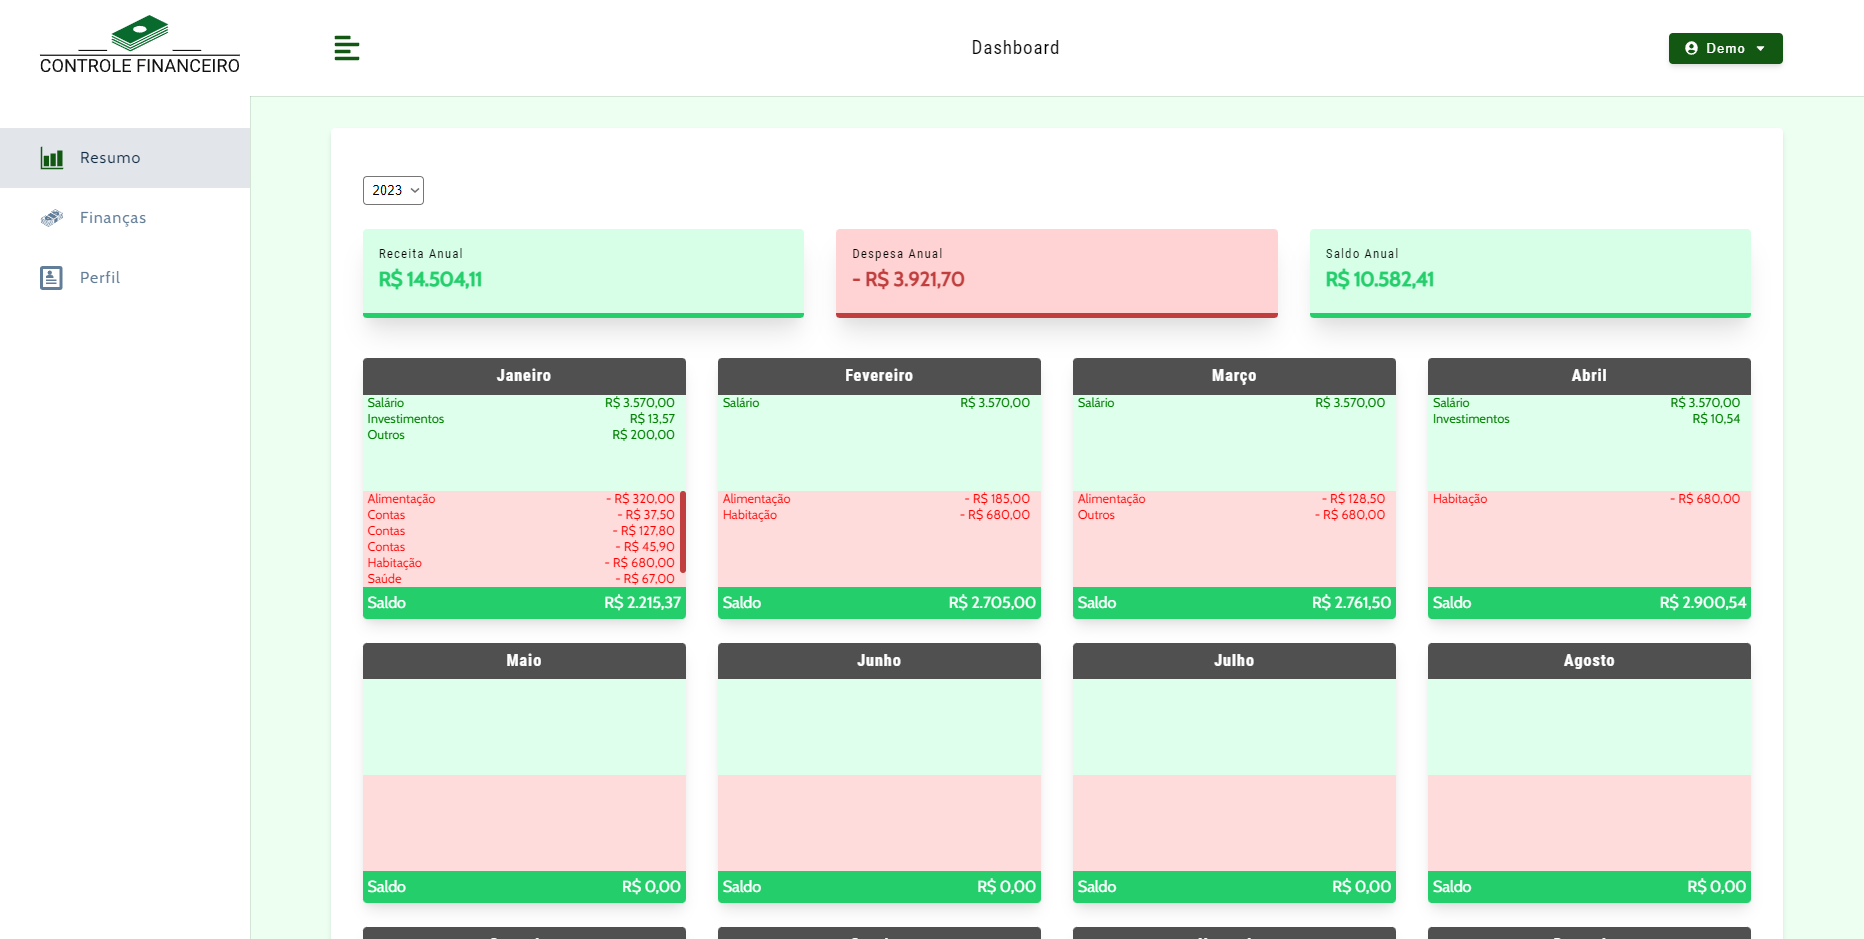 CONTROLE FINANCEIRO
Dashboard
Demo
Resumo
Finanças
Perfil
2023
Receita Anual
R$ 14.504,11
Despesa Anual
- R$ 3.921,70
Saldo Anual
R$ 10.582,41
Janeiro
Salário R$ 3.570,00
Investimentos R$ 13,57
Outros R$ 200,00
Alimentação - R$ 320,00
Contas - R$ 37,50
Contas - R$ 127,80
Contas - R$ 45,90
Habitação - R$ 680,00
Saúde - R$ 67,00
Saldo R$ 2.215,37
Fevereiro
Salário R$ 3.570,00
Alimentação - R$ 185,00
Habitação - R$ 680,00
Saldo R$ 2.705,00
Março
Salário R$ 3.570,00
Alimentação - R$ 128,50
Outros - R$ 680,00
Saldo R$ 2.761,50
Abril
Salário R$ 3.570,00
Investimentos R$ 10,54
Habitação - R$ 680,00
Saldo R$ 2.900,54
Maio
Saldo R$ 0,00
Junho
Saldo R$ 0,00
Julho
Saldo R$ 0,00
Agosto
Saldo R$ 0,00